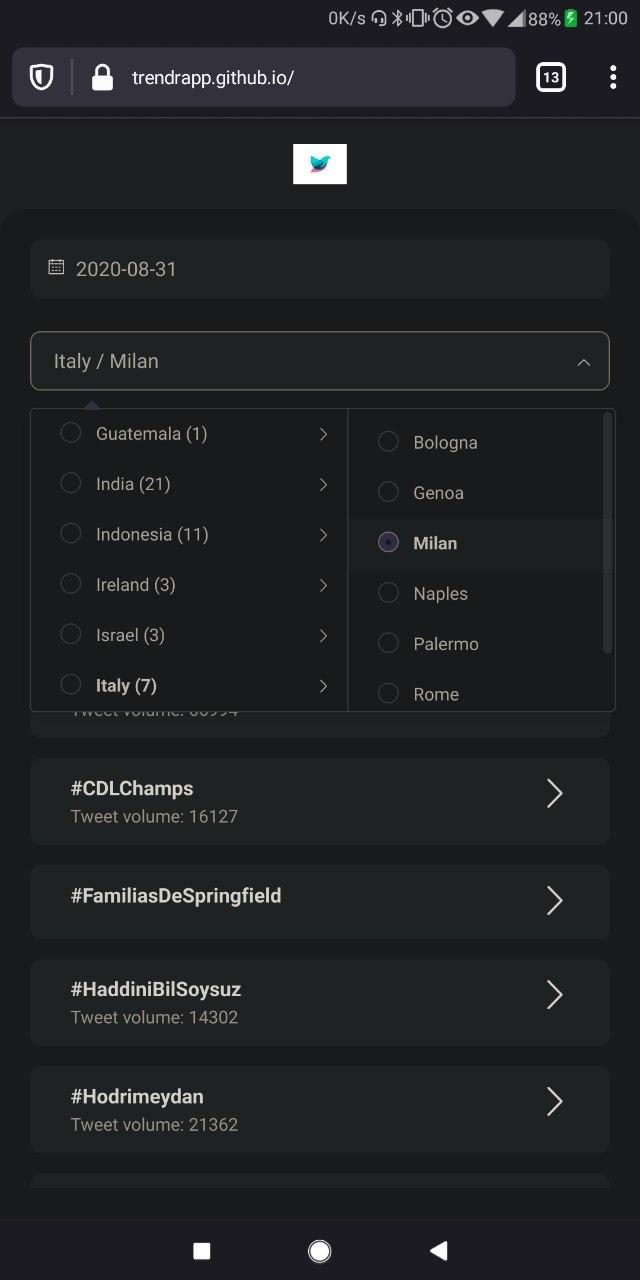 0K/s 88% 21:00
trendrapp.github.io/
13
2020-08-31
Italy / Milan
Guatemala (1)
India (21)
Indonesia (11)
Ireland (3)
Israel (3)
Italy (7)
Bologna
Genoa
Milan
Naples
Palermo
Rome
Tweet volume:
#CDLChamps
Tweet volume: 16127
#FamiliasDeSpringfield
#HaddiniBilSoysuz
Tweet volume: 14302
#Hodrimeydan
Tweet volume: 21362